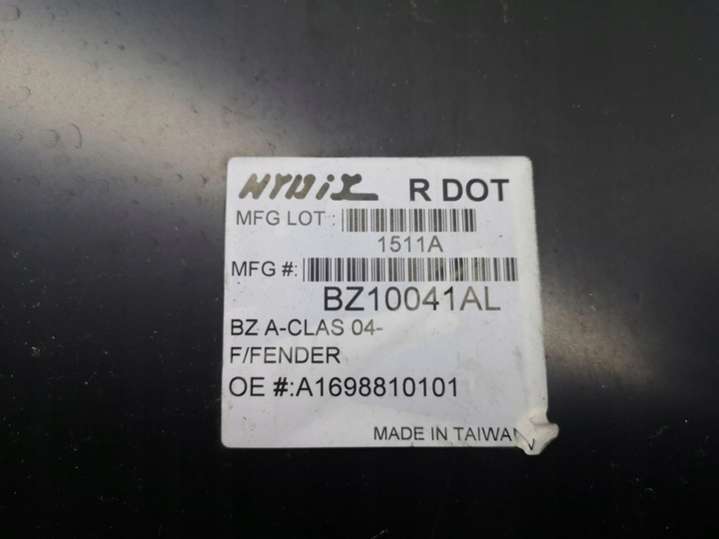 R DOT
MFG LOT :
1511A
MFG #:
BZ10041AL
BZ A-CLAS 04-
F/FENDER
OE #:A1698810101
MADE IN TAIWAN